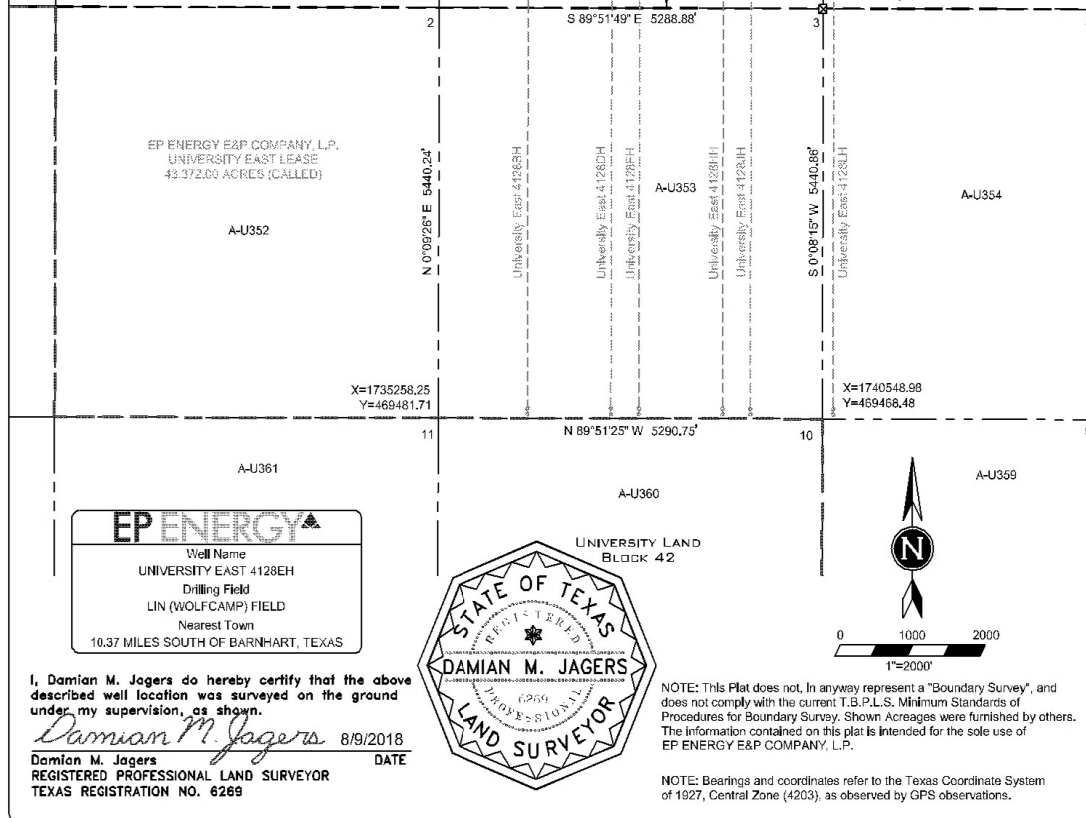 2
S 89°51'49" E 5288.88'
3
EP ENERGY E&P COMPANY, L.P.
UNIVERSITY EAST LEASE
43,372.00 ACRES (CALLED)
A-U352
N 0°09'26" E 5440.24'
University East 4128BH
University East 4128DH
University East 4128FH
A-U353
University East 4128HH
University East 4128JH
S 0°08'15" W 5440.86'
University East 4128LH
A-U354
X=1735258.25
Y=469481.71
X=1740548.98
Y=469468.48
11
N 89°51'25" W 5290.75'
10
A-U361
A-U360
A-U359
UNIVERSITY LAND
BLOCK 42
EP ENERGY
Well Name
UNIVERSITY EAST 4128EH
Drilling Field
LIN (WOLFCAMP) FIELD
Nearest Town
10.37 MILES SOUTH OF BARNHART, TEXAS
STATE OF TEXAS
REGISTERED
DAMIAN M. JAGERS
6269
PROFESSIONAL
LAND SURVEYOR
N
0 1000 2000
1"=2000'
I, Damian M. Jagers do hereby certify that the above
described well location was surveyed on the ground
under my supervision, as shown.
Damian M. Jagers 8/9/2018
Damian M. Jagers DATE
REGISTERED PROFESSIONAL LAND SURVEYOR
TEXAS REGISTRATION NO. 6269
NOTE: This Plat does not, in anyway represent a "Boundary Survey", and
does not comply with the current T.B.P.L.S. Minimum Standards of
Procedures for Boundary Survey. Shown Acreages were furnished by others.
The information contained on this plat is intended for the sole use of
EP ENERGY E&P COMPANY, L.P.
NOTE: Bearings and coordinates refer to the Texas Coordinate System
of 1927, Central Zone (4203), as observed by GPS observations.